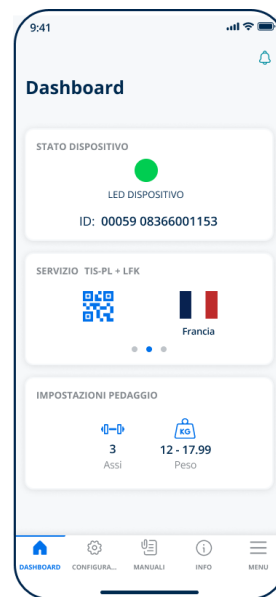 9:41
Dashboard
STATO DISPOSITIVO
LED DISPOSITIVO
ID: 00059 08366001153
SERVIZIO TIS-PL + LFK
Francia
IMPOSTAZIONI PEDAGGIO
KG
3
12 - 17.99
Assi
Peso
DASHBOARD
CONFIGURA...
MANUALI
INFO
MENU